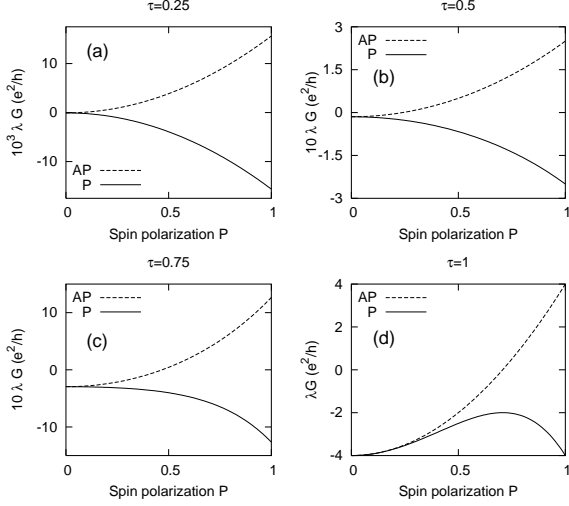 τ=0.25
10
0
-10
10³ λ G (e²/h)
(a)
AP
P
0
0.5
1
Spin polarization P
τ=0.5
3
1.5
0
-1.5
-3
10 λ G (e²/h)
AP
P
(b)
0
0.5
1
Spin polarization P
τ=0.75
10
0
-10
10 λ G (e²/h)
AP
P
(c)
0
0.5
1
Spin polarization P
τ=1
4
2
0
-2
-4
λG (e²/h)
AP
P
(d)
0
0.5
1
Spin polarization P